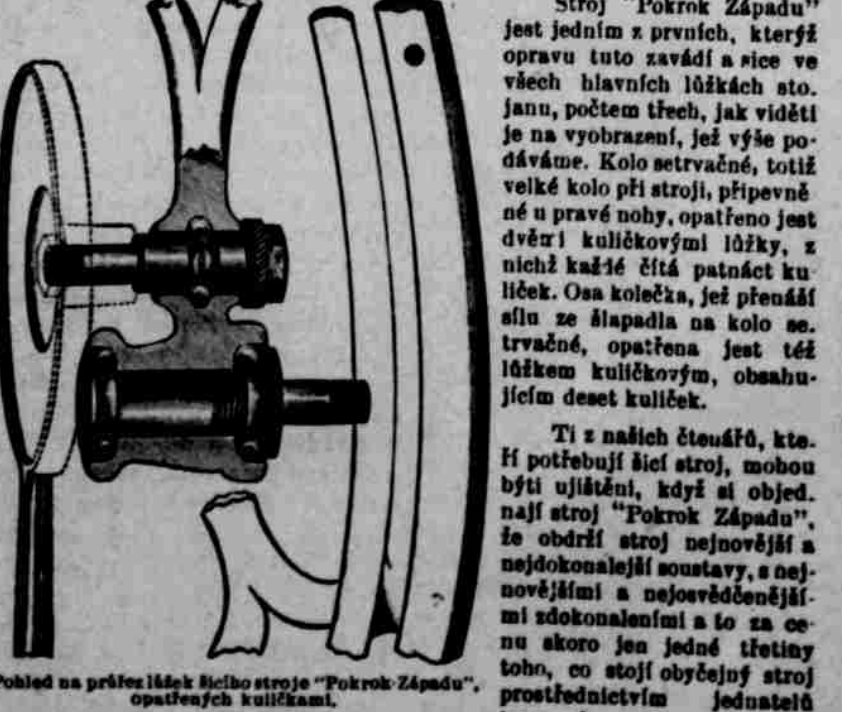 Stroj "Pokrok Západu"
jest jedním z prvních, kterýž
opravu tuto zavádí a sice ve
všech hlavních lůžkách sto.
janu, počtem třech, jak viděti
je na vyobrazení, jež výše po-
dáváme. Kolo setrvačné, totiž
velké kolo při stroji, připevně
né u pravé nohy, opatřeno jest
dvěmi kuličkovými lůžky, z
nichž každé čítá patnáct ku
liček. Osa kolečka, jež přenáší
sílu ze šlapadla na kolo se.
trvačné, opatřena jest též
lůžkem kuličkovým, obsahu-
jícím deset kuliček.
Ti z našich čtenářů, kte.
ří potřebují šicí stroj, mohou
býti ujištěni, když si objed.
nají stroj "Pokrok Západu",
že obdrží stroj nejnovější a
nejdokonalejší soustavy, s nej-
novějšími a nejosvědčenější-
mi zdokonaleními a to za ce-
nu skoro jen jedné třetiny
toho, co stojí obyčejný stroj
prostřednictvím jednatelů
Pohled na průřez lůžek šicího stroje "Pokrok Západu",
opatřených kuličkami.